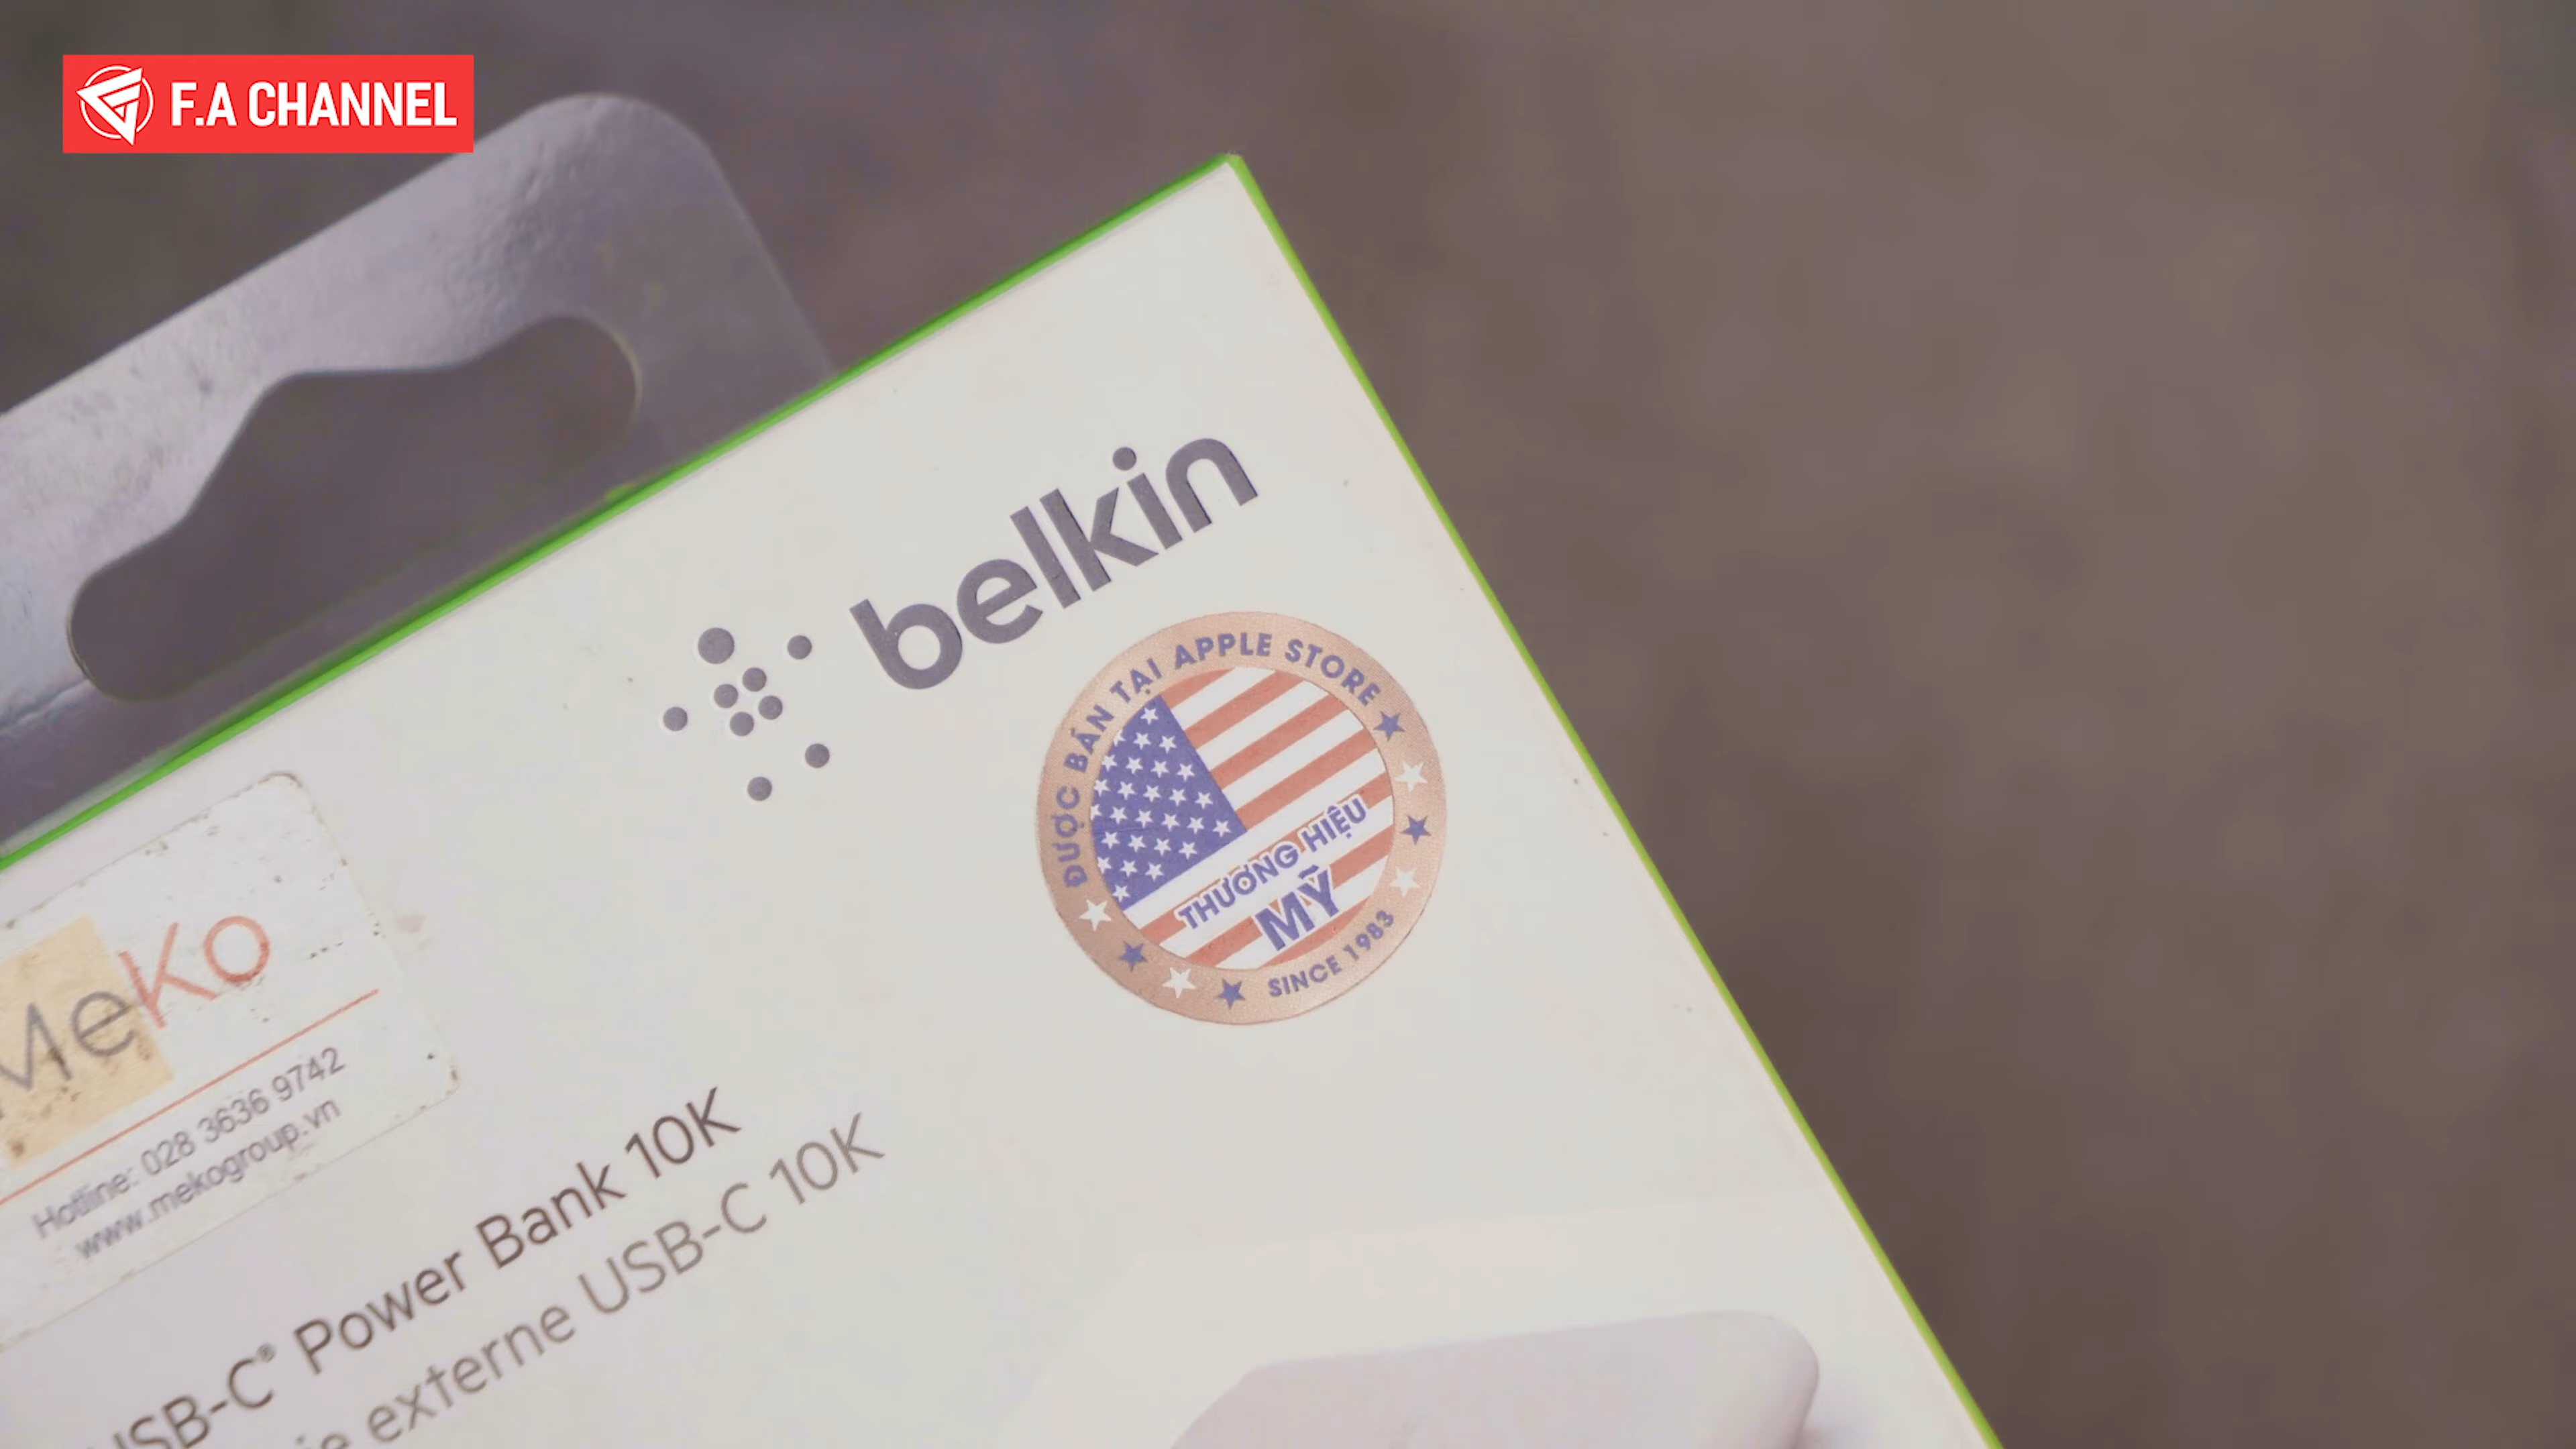 F.A CHANNEL
belkin
ĐƯỢC BÁN TẠI APPLE STORE
THƯƠNG HIỆU
MỸ
SINCE 1983
MeKo
Hotline: 028 3636 9742
www.mekogroup.vn
USB-C® Power Bank 10K
externe USB-C 10K